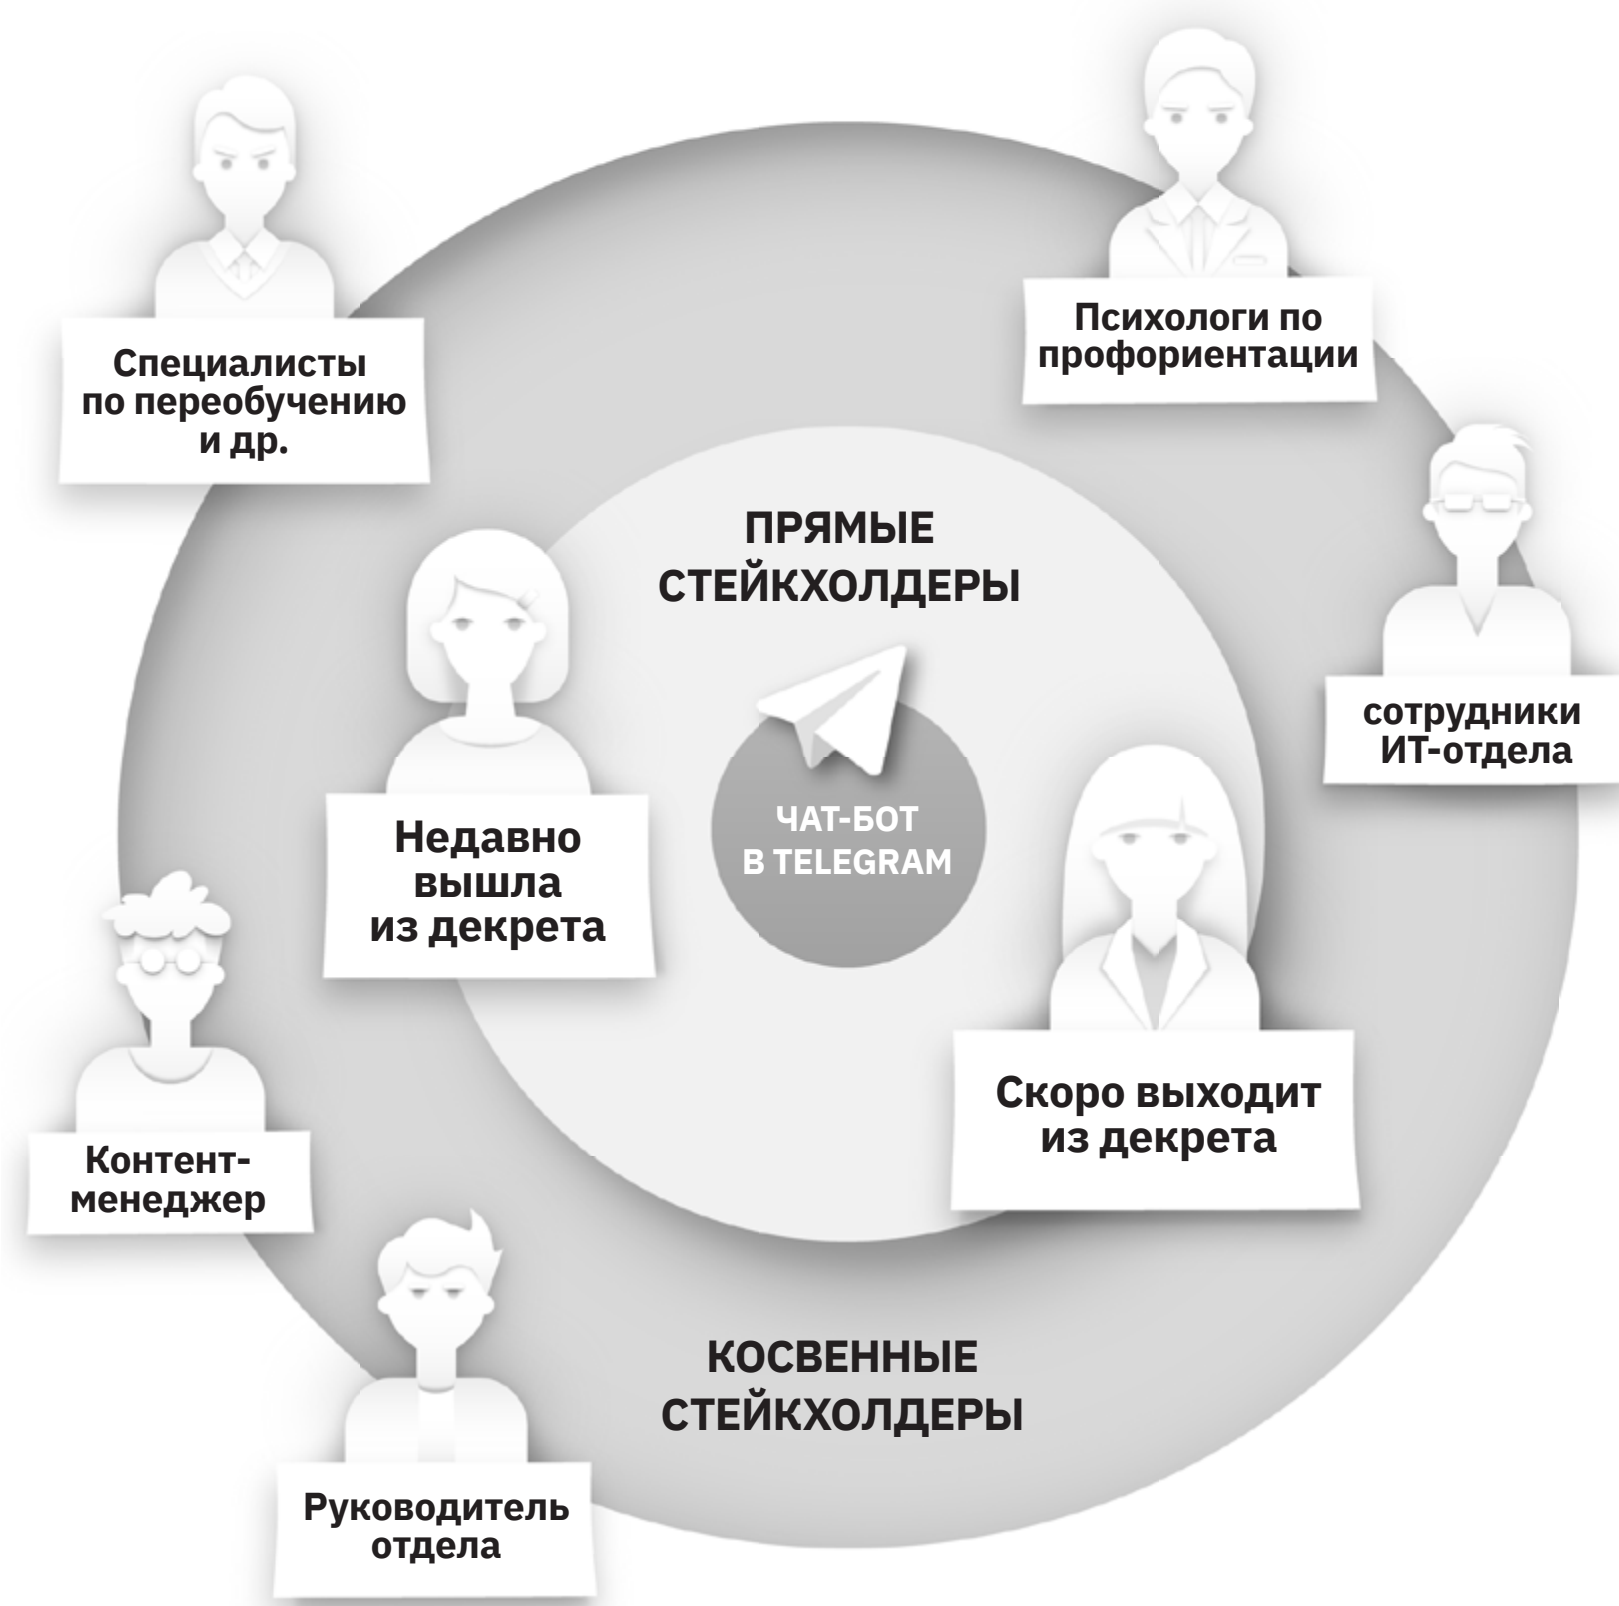 Психологи по
профориентации
Специалисты
по переобучению
и др.
ПРЯМЫЕ
СТЕЙКХОЛДЕРЫ
сотрудники
ИТ-отдела
ЧАТ-БОТ
В TELEGRAM
Недавно
вышла
из декрета
Скоро выходит
из декрета
Контент-
менеджер
КОСВЕННЫЕ
СТЕЙКХОЛДЕРЫ
Руководитель
отдела